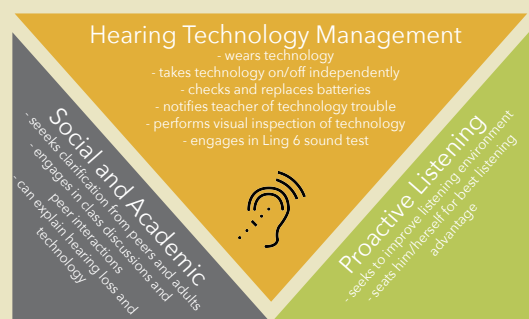 Hearing Technology Management
- wears technology
- takes technology on/off independently
- checks and replaces batteries
- notifies teacher of technology trouble
- performs visual inspection of technology
- engages in Ling 6 sound test
Social and Academic
- seeeks clarification from peers and adults
- engages in class discussions and
peer interactions
- can explain hearing loss and
technology
Proactive Listening
- seeks to improve listening environment
- seats him/herself for best listening
advantage